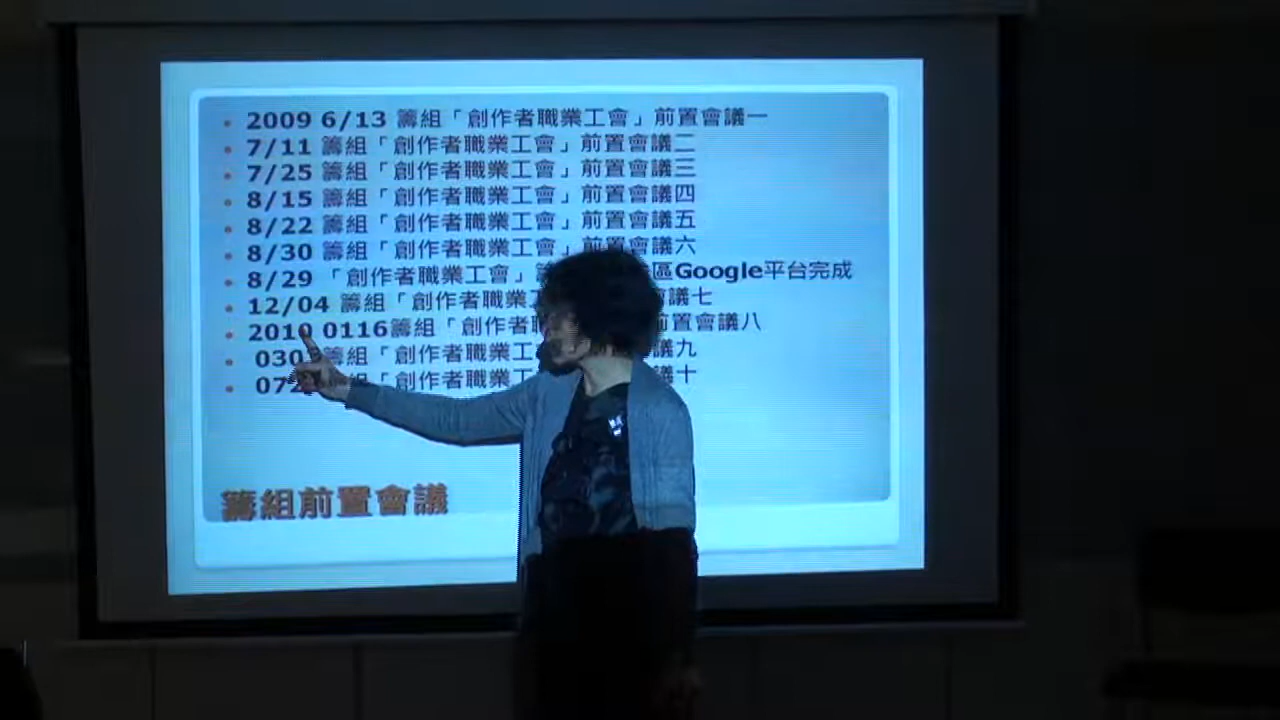 2009 6/13 籌組「創作者職業工會」前置會議一
7/11 籌組「創作者職業工會」前置會議二
7/25 籌組「創作者職業工會」前置會議三
8/15 籌組「創作者職業工會」前置會議四
8/22 籌組「創作者職業工會」前置會議五
8/30 籌組「創作者職業工會」前置會議六
8/29 「創作者職業工會」區Google平台完成
12/04 籌組「創作者職業議七
2010 0116籌組「創作者前置會議八
籌組「創作者職業議九
籌組「創作者職業議十
籌組前置會議